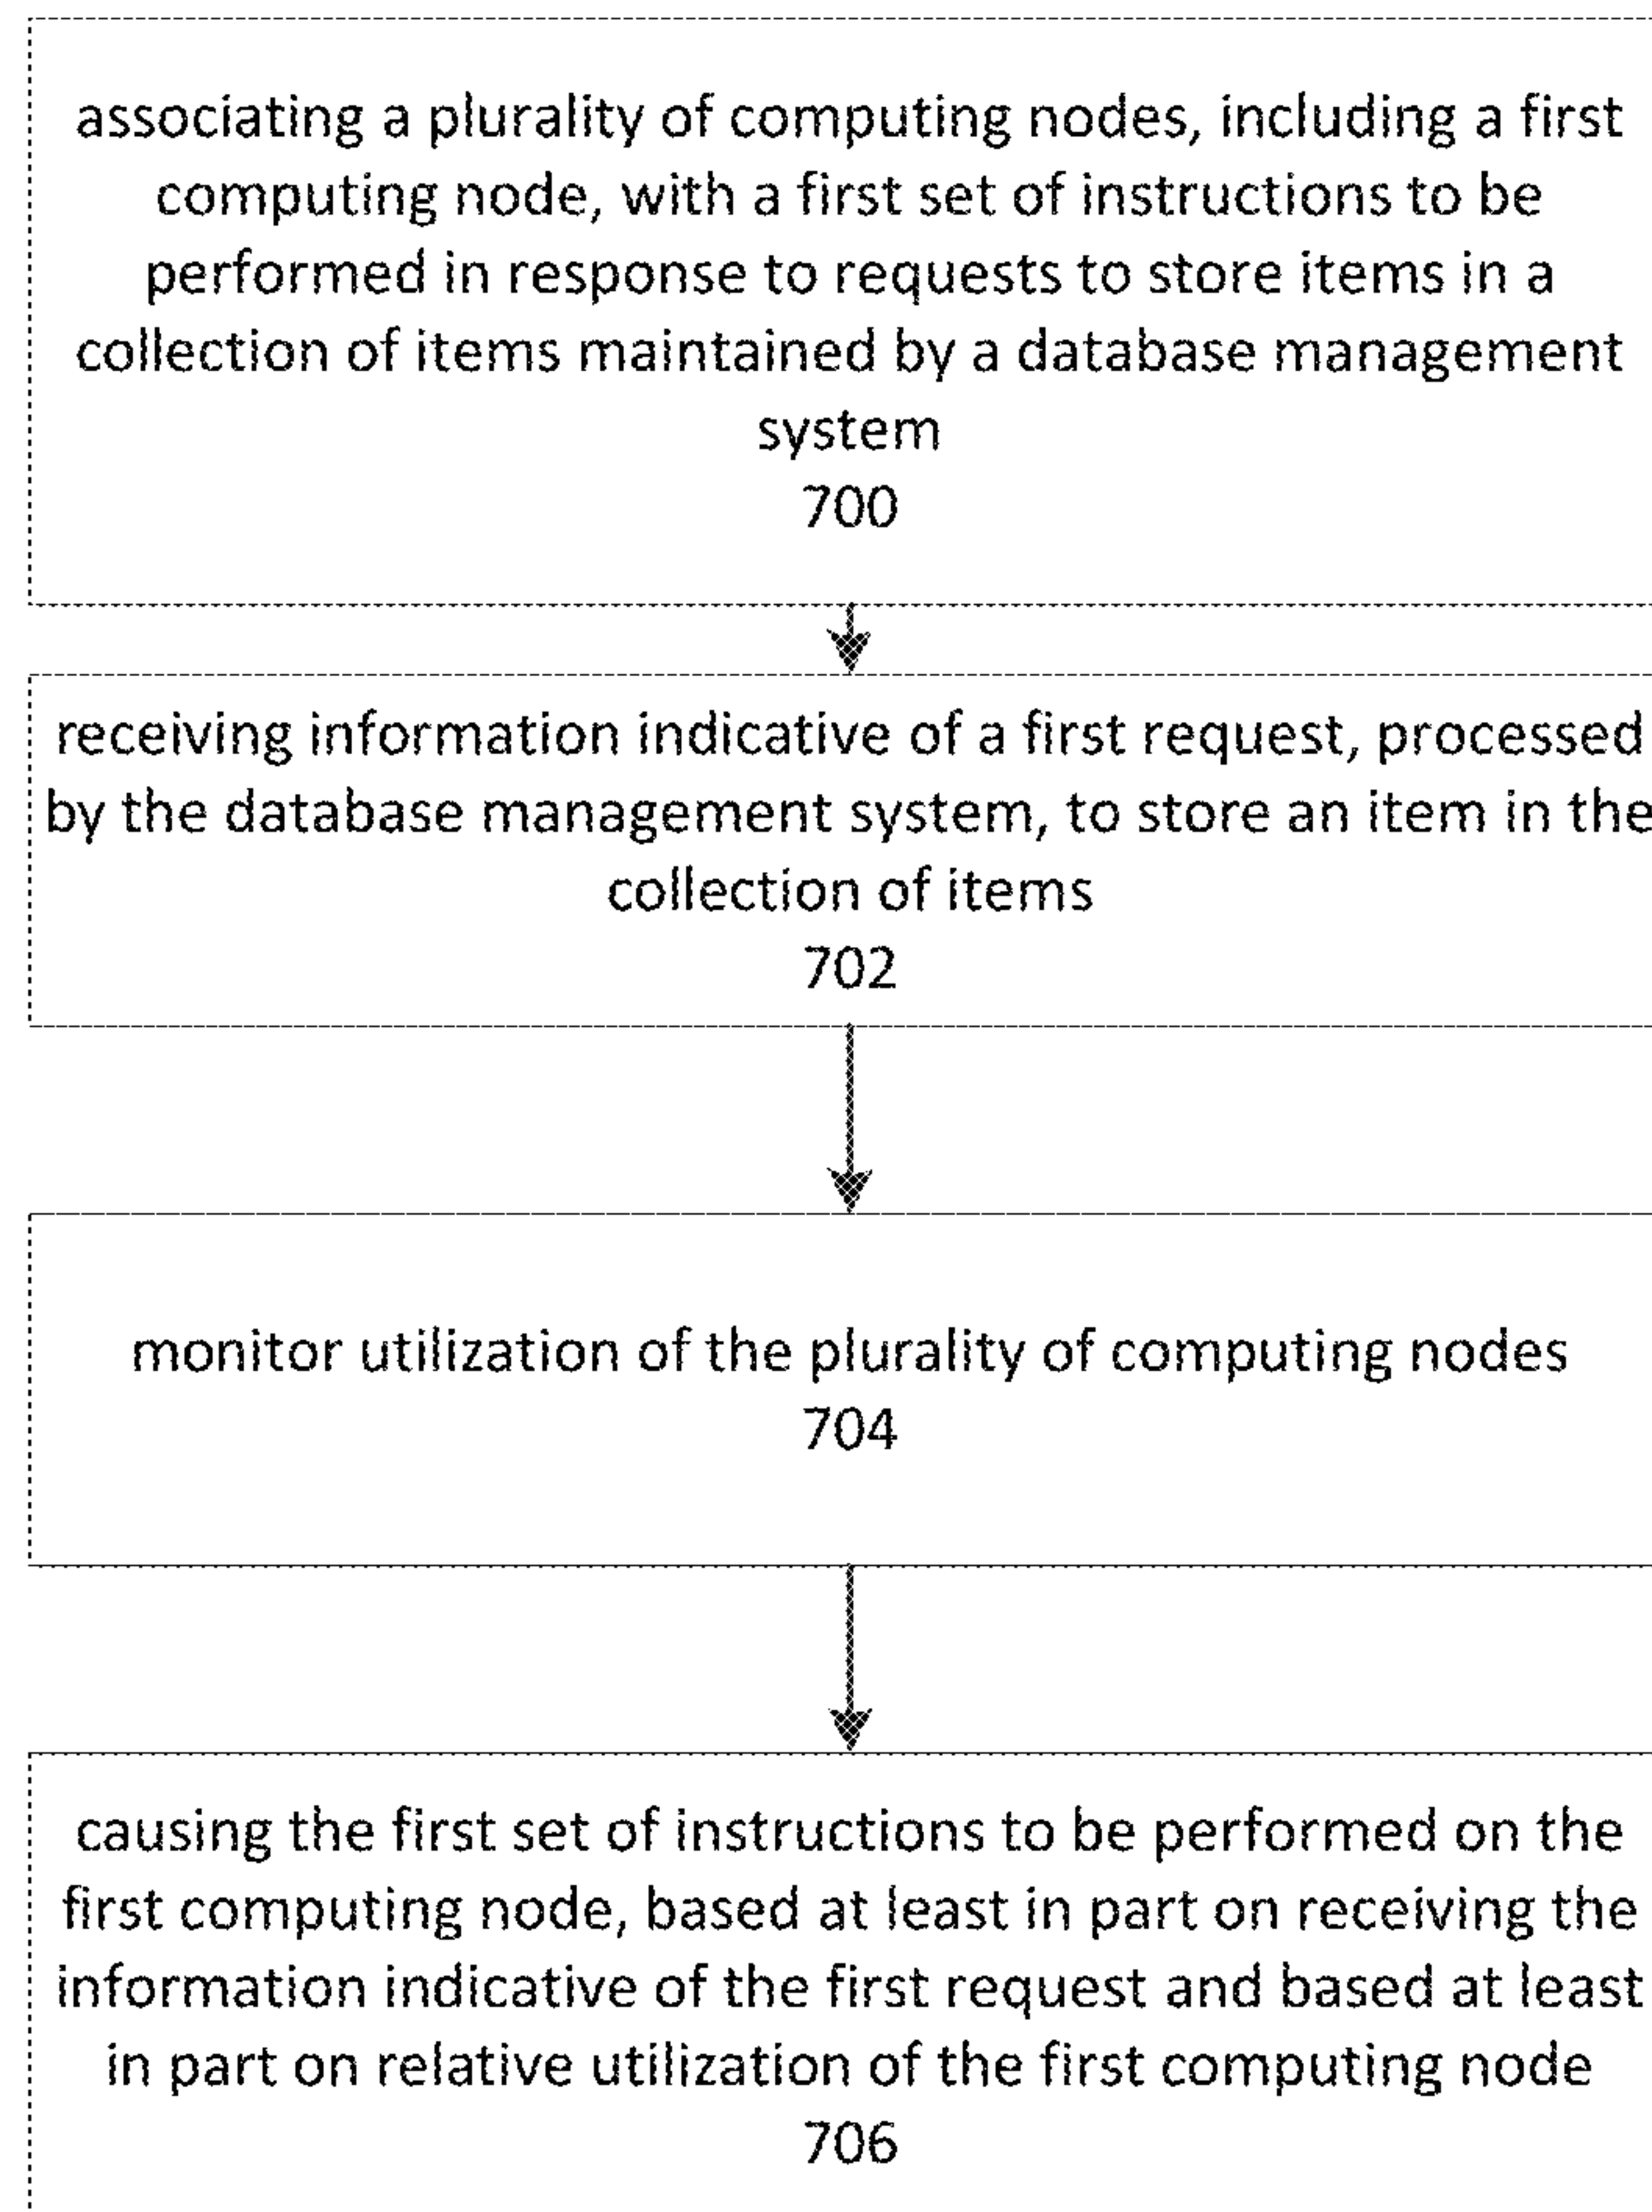 associating a plurality of computing nodes, including a first
computing node, with a first set of instructions to be
performed in response to requests to store items in a
collection of items maintained by a database management
system
700
receiving information indicative of a first request, processed
by the database management system, to store an item in the
collection of items
702
monitor utilization of the plurality of computing nodes
704
causing the first set of instructions to be performed on the
first computing node, based at least in part on receiving the
information indicative of the first request and based at least
in part on relative utilization of the first computing node
706